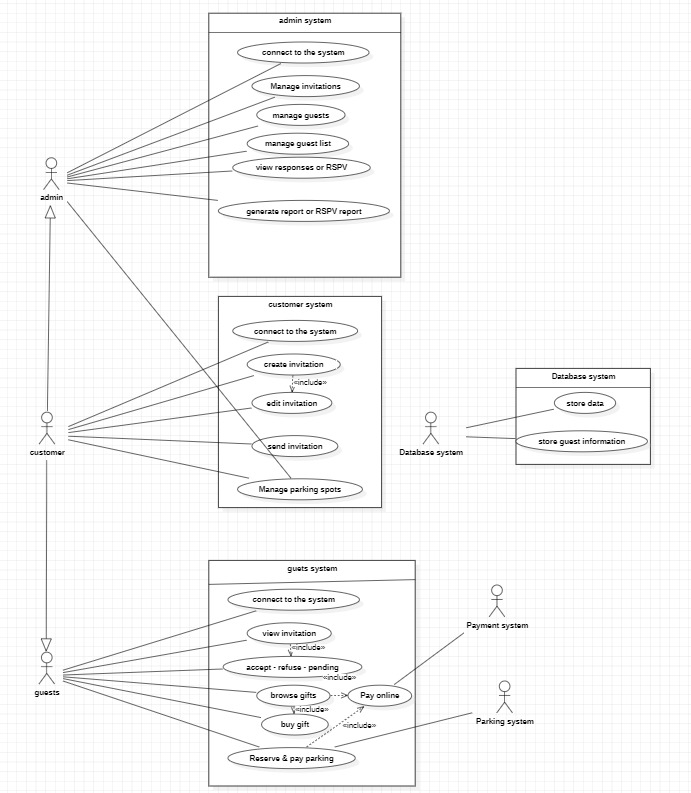 admin system
connect to the system
Manage invitations
manage guests
manage guest list
view responses or RSPV
generate report or RSPV report
admin
customer system
connect to the system
create invitation
«include»
edit invitation
send invitation
Manage parking spots
customer
Database system
store data
store guest information
Database system
guets system
connect to the system
view invitation
«include»
accept - refuse - pending
«include»
browse gifts
Pay online
«include»
buy gift
«include»
Reserve & pay parking
guests
Payment system
Parking system